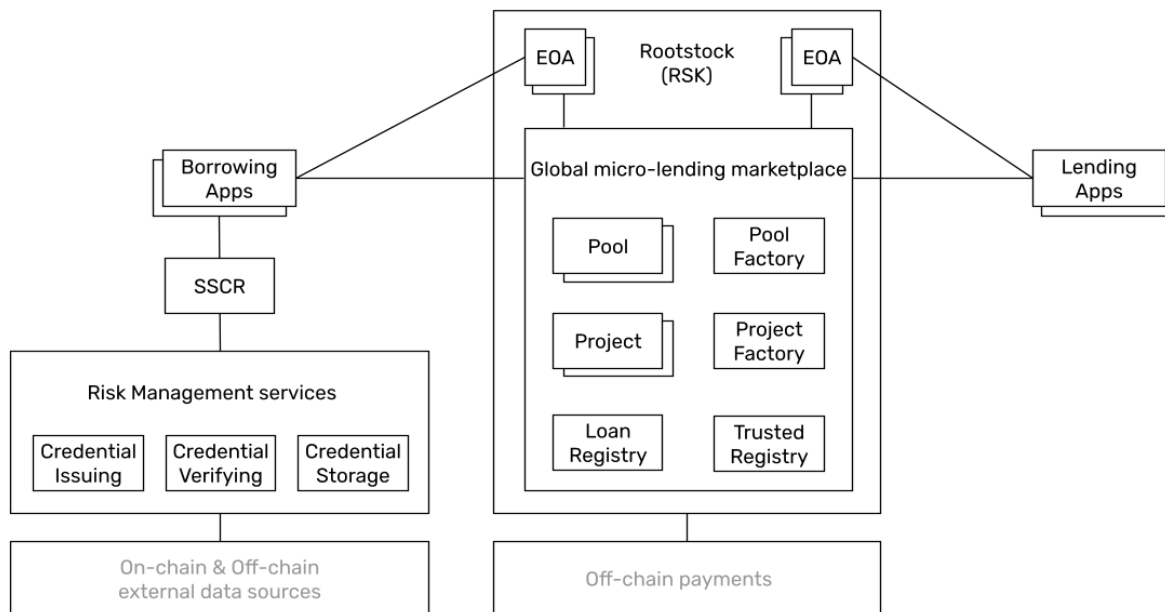 EOA
Rootstock
(RSK)
EOA
Borrowing
Apps
Global micro-lending marketplace
Lending
Apps
Pool
Pool
Factory
SSCR
Project
Project
Factory
Risk Management services
Credential
Issuing
Credential
Verifying
Credential
Storage
Loan
Registry
Trusted
Registry
On-chain & Off-chain
external data sources
Off-chain payments